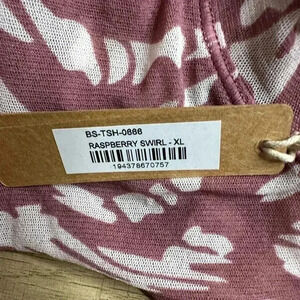 BS-TSH-0666
RASPBERRY SWIRL - XL
194378670757